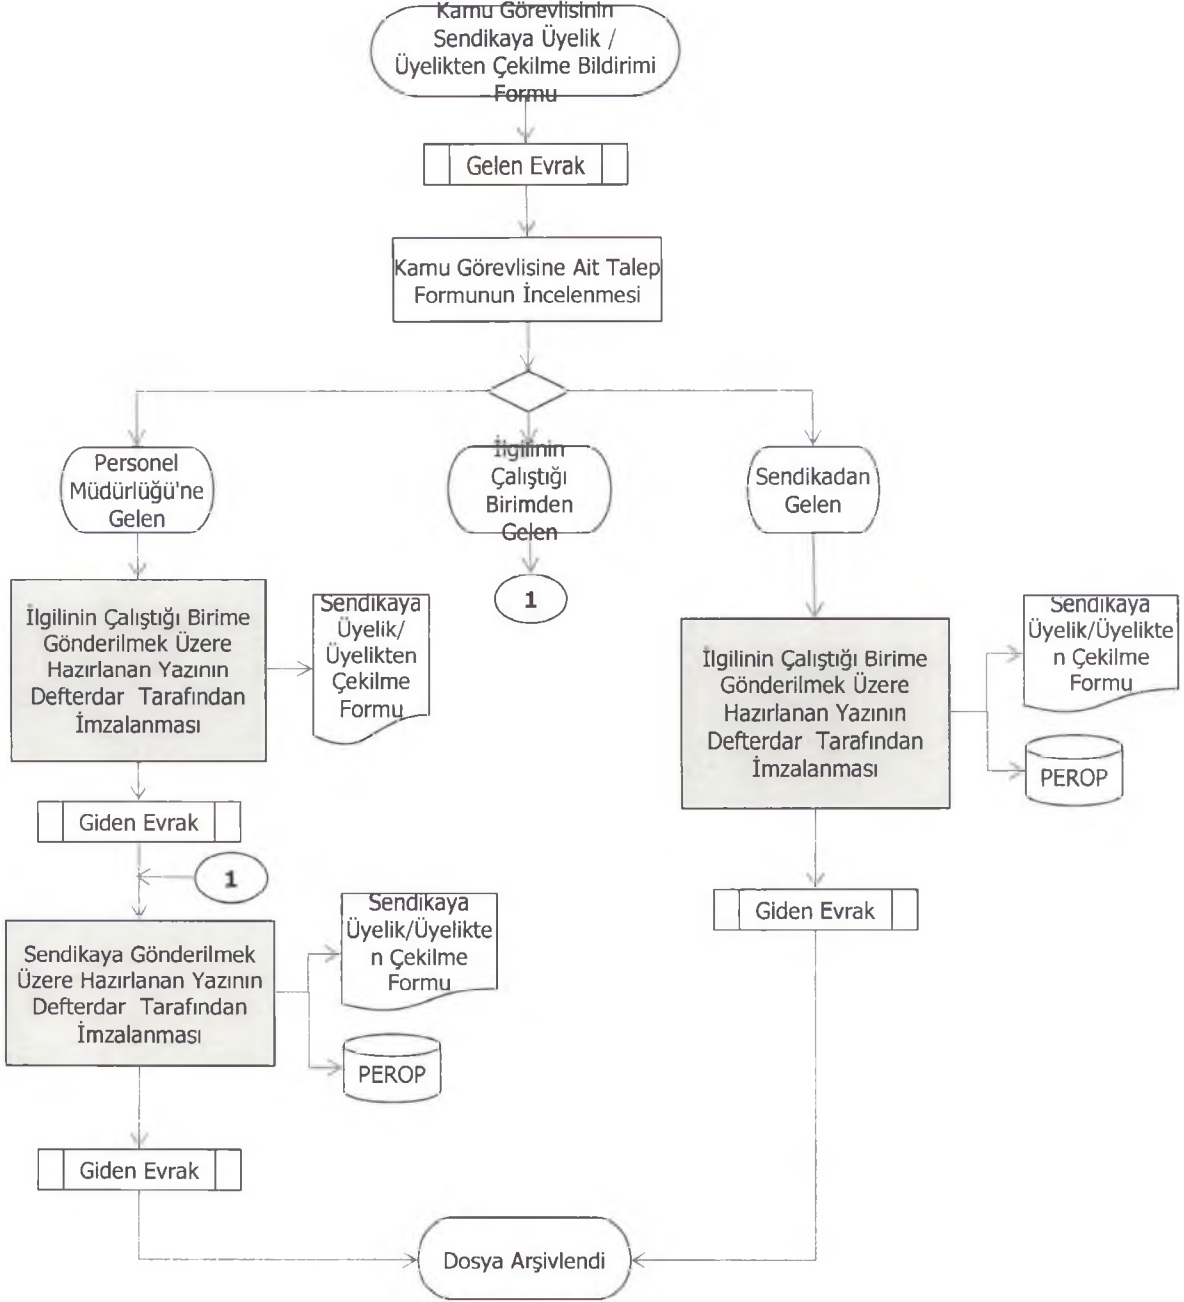 Kamu Görevlisinin
Sendikaya Üyelik /
Üyelikten Çekilme Bildirimi
Formu
Gelen Evrak
Kamu Görevlisine Ait Talep
Formunun İncelenmesi
Personel
Müdürlüğü'ne
Gelen
İlgilinin
Çalıştığı
Birimden
Gelen
Sendikadan
Gelen
1
İlgilinin Çalıştığı Birime
Gönderilmek Üzere
Hazırlanan Yazının
Defterdar Tarafından
İmzalanması
Sendikaya
Üyelik/
Üyelikten
Çekilme
Formu
İlgilinin Çalıştığı Birime
Gönderilmek Üzere
Hazırlanan Yazının
Defterdar Tarafından
İmzalanması
Sendikaya
Üyelik/Üyelikte
n Çekilme
Formu
PEROP
Giden Evrak
1
Giden Evrak
Sendikaya Gönderilmek
Üzere Hazırlanan Yazının
Defterdar Tarafından
İmzalanması
Sendikaya
Üyelik/Üyelikte
n Çekilme
Formu
PEROP
Giden Evrak
Dosya Arşivlendi